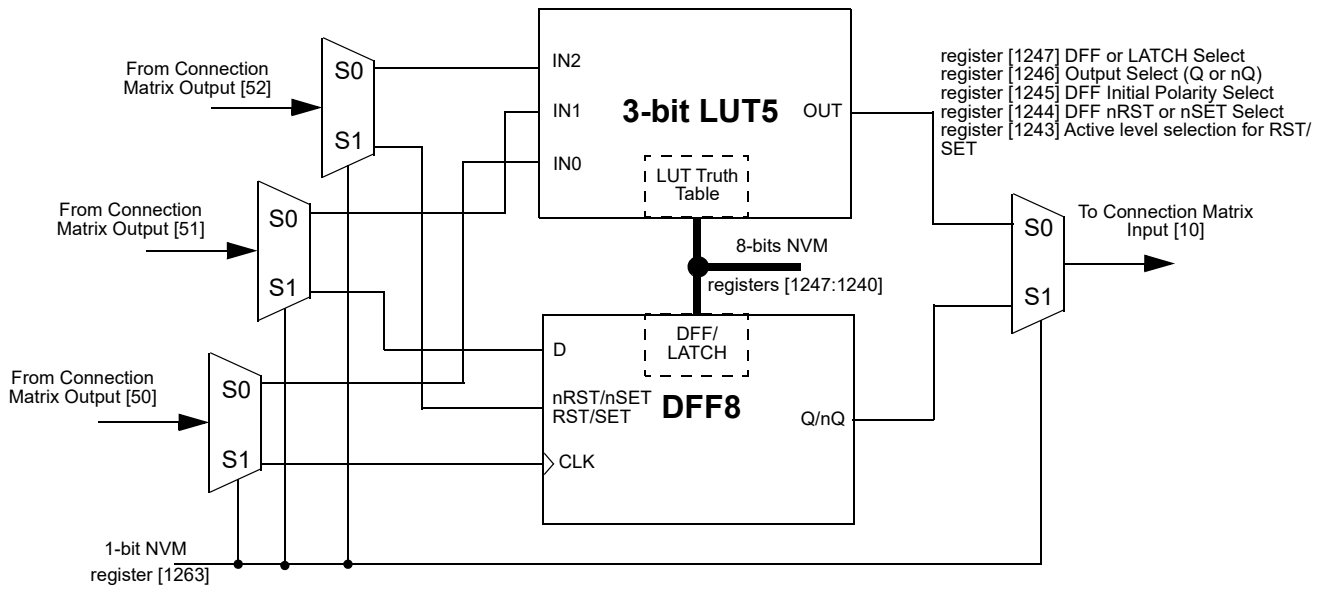 From Connection
Matrix Output [52]
S0
S1
IN2
IN1
IN0
3-bit LUT5
OUT
LUT Truth
Table
register [1247] DFF or LATCH Select
register [1246] Output Select (Q or nQ)
register [1245] DFF Initial Polarity Select
register [1244] DFF nRST or nSET Select
register [1243] Active level selection for RST/
SET
From Connection
Matrix Output [51]
S0
S1
8-bits NVM
registers [1247:1240]
S0
S1
To Connection Matrix
Input [10]
From Connection
Matrix Output [50]
S0
S1
D
nRST/nSET
RST/SET
CLK
DFF/
LATCH
DFF8
Q/nQ
1-bit NVM
register [1263]